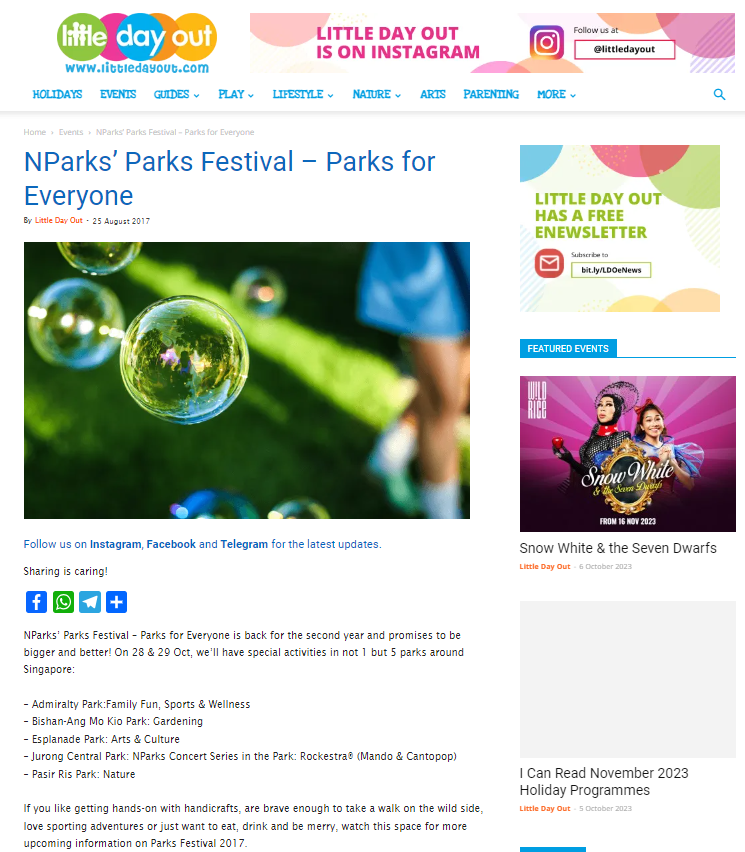 little day out
www.littledayout.com
LITTLE DAY OUT
IS ON INSTAGRAM
Follow us at
@littledayout
HOLIDAYS EVENTS GUIDES PLAY LIFESTYLE NATURE ARTS PARENTING MORE
Home › Events › NParks' Parks Festival – Parks for Everyone
NParks’ Parks Festival – Parks for
Everyone
By Little Day Out - 25 August 2017
Follow us on Instagram, Facebook and Telegram for the latest updates.
Sharing is caring!
NParks’ Parks Festival – Parks for Everyone is back for the second year and promises to be
bigger and better! On 28 & 29 Oct, we’ll have special activities in not 1 but 5 parks around
Singapore:
– Admiralty Park:Family Fun, Sports & Wellness
– Bishan-Ang Mo Kio Park: Gardening
– Esplanade Park: Arts & Culture
– Jurong Central Park: NParks Concert Series in the Park: Rockestra® (Mando & Cantopop)
– Pasir Ris Park: Nature
If you like getting hands-on with handicrafts, are brave enough to take a walk on the wild side,
love sporting adventures or just want to eat, drink and be merry, watch this space for more
upcoming information on Parks Festival 2017.
LITTLE DAY OUT
HAS A FREE
ENEWSLETTER
Subscribe to
bit.ly/LDOeNews
FEATURED EVENTS
W!LD
RICE
Snow White
& the Seven Dwarfs
FROM 16 NOV 2023
Snow White & the Seven Dwarfs
Little Day Out - 6 October 2023
I Can Read November 2023
Holiday Programmes
Little Day Out - 5 October 2023